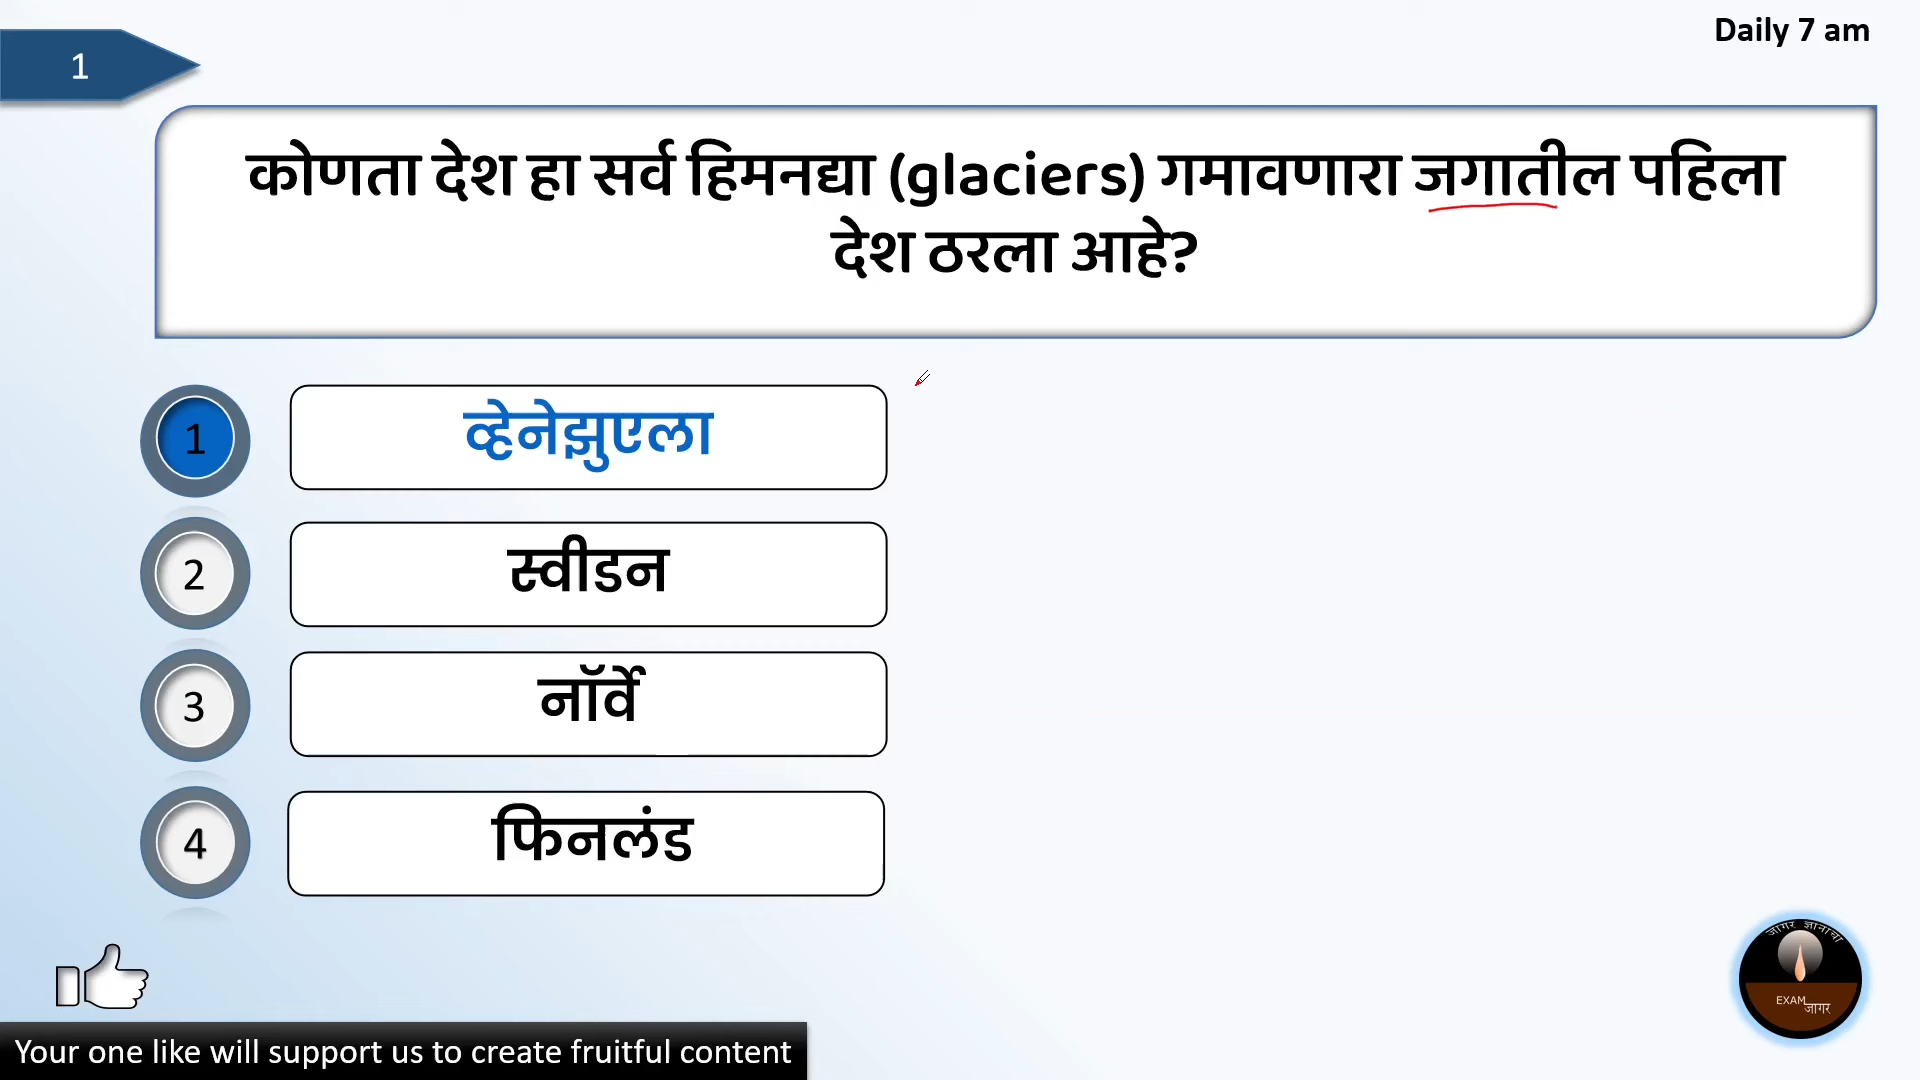 Daily 7 am
1
कोणता देश हा सर्व हिमनद्या (glaciers) गमावणारा जगातील पहिला
देश ठरला आहे?
1
व्हेनेझुएला
2
स्वीडन
3
नॉर्वे
4
फिनलंड
जागर ज्ञानाचा
EXAM
जागर
Your one like will support us to create fruitful content